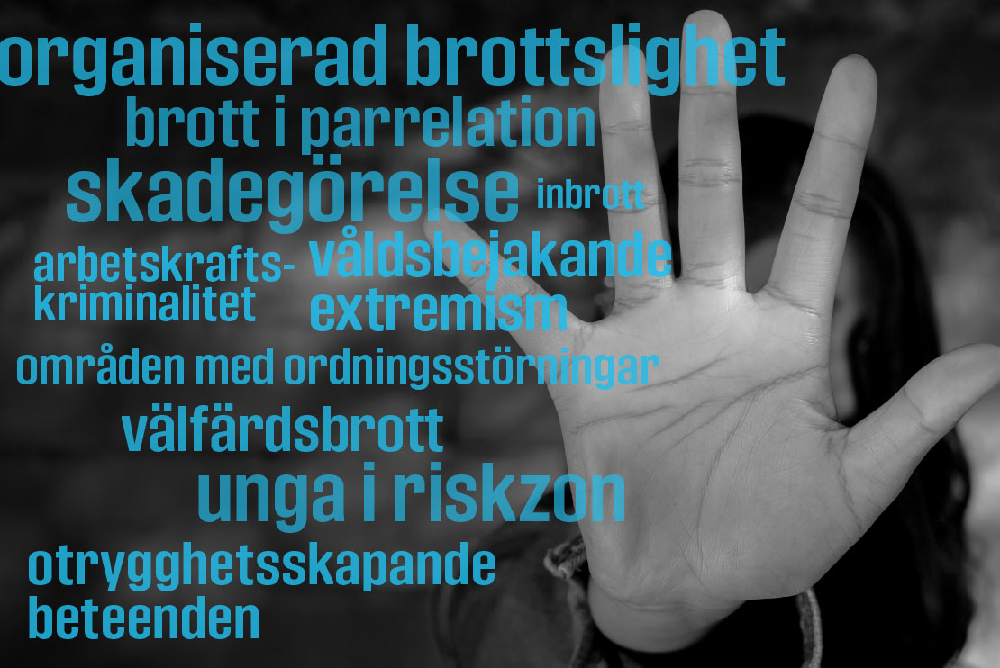 organiserad brottslighet
brott i parrelation
skadegörelse
inbrott
arbetskrafts-
kriminalitet
våldsbejakande
extremism
områden med ordningsstörningar
välfärdsbrott
unga i riskzon
otrygghetsskapande
beteenden